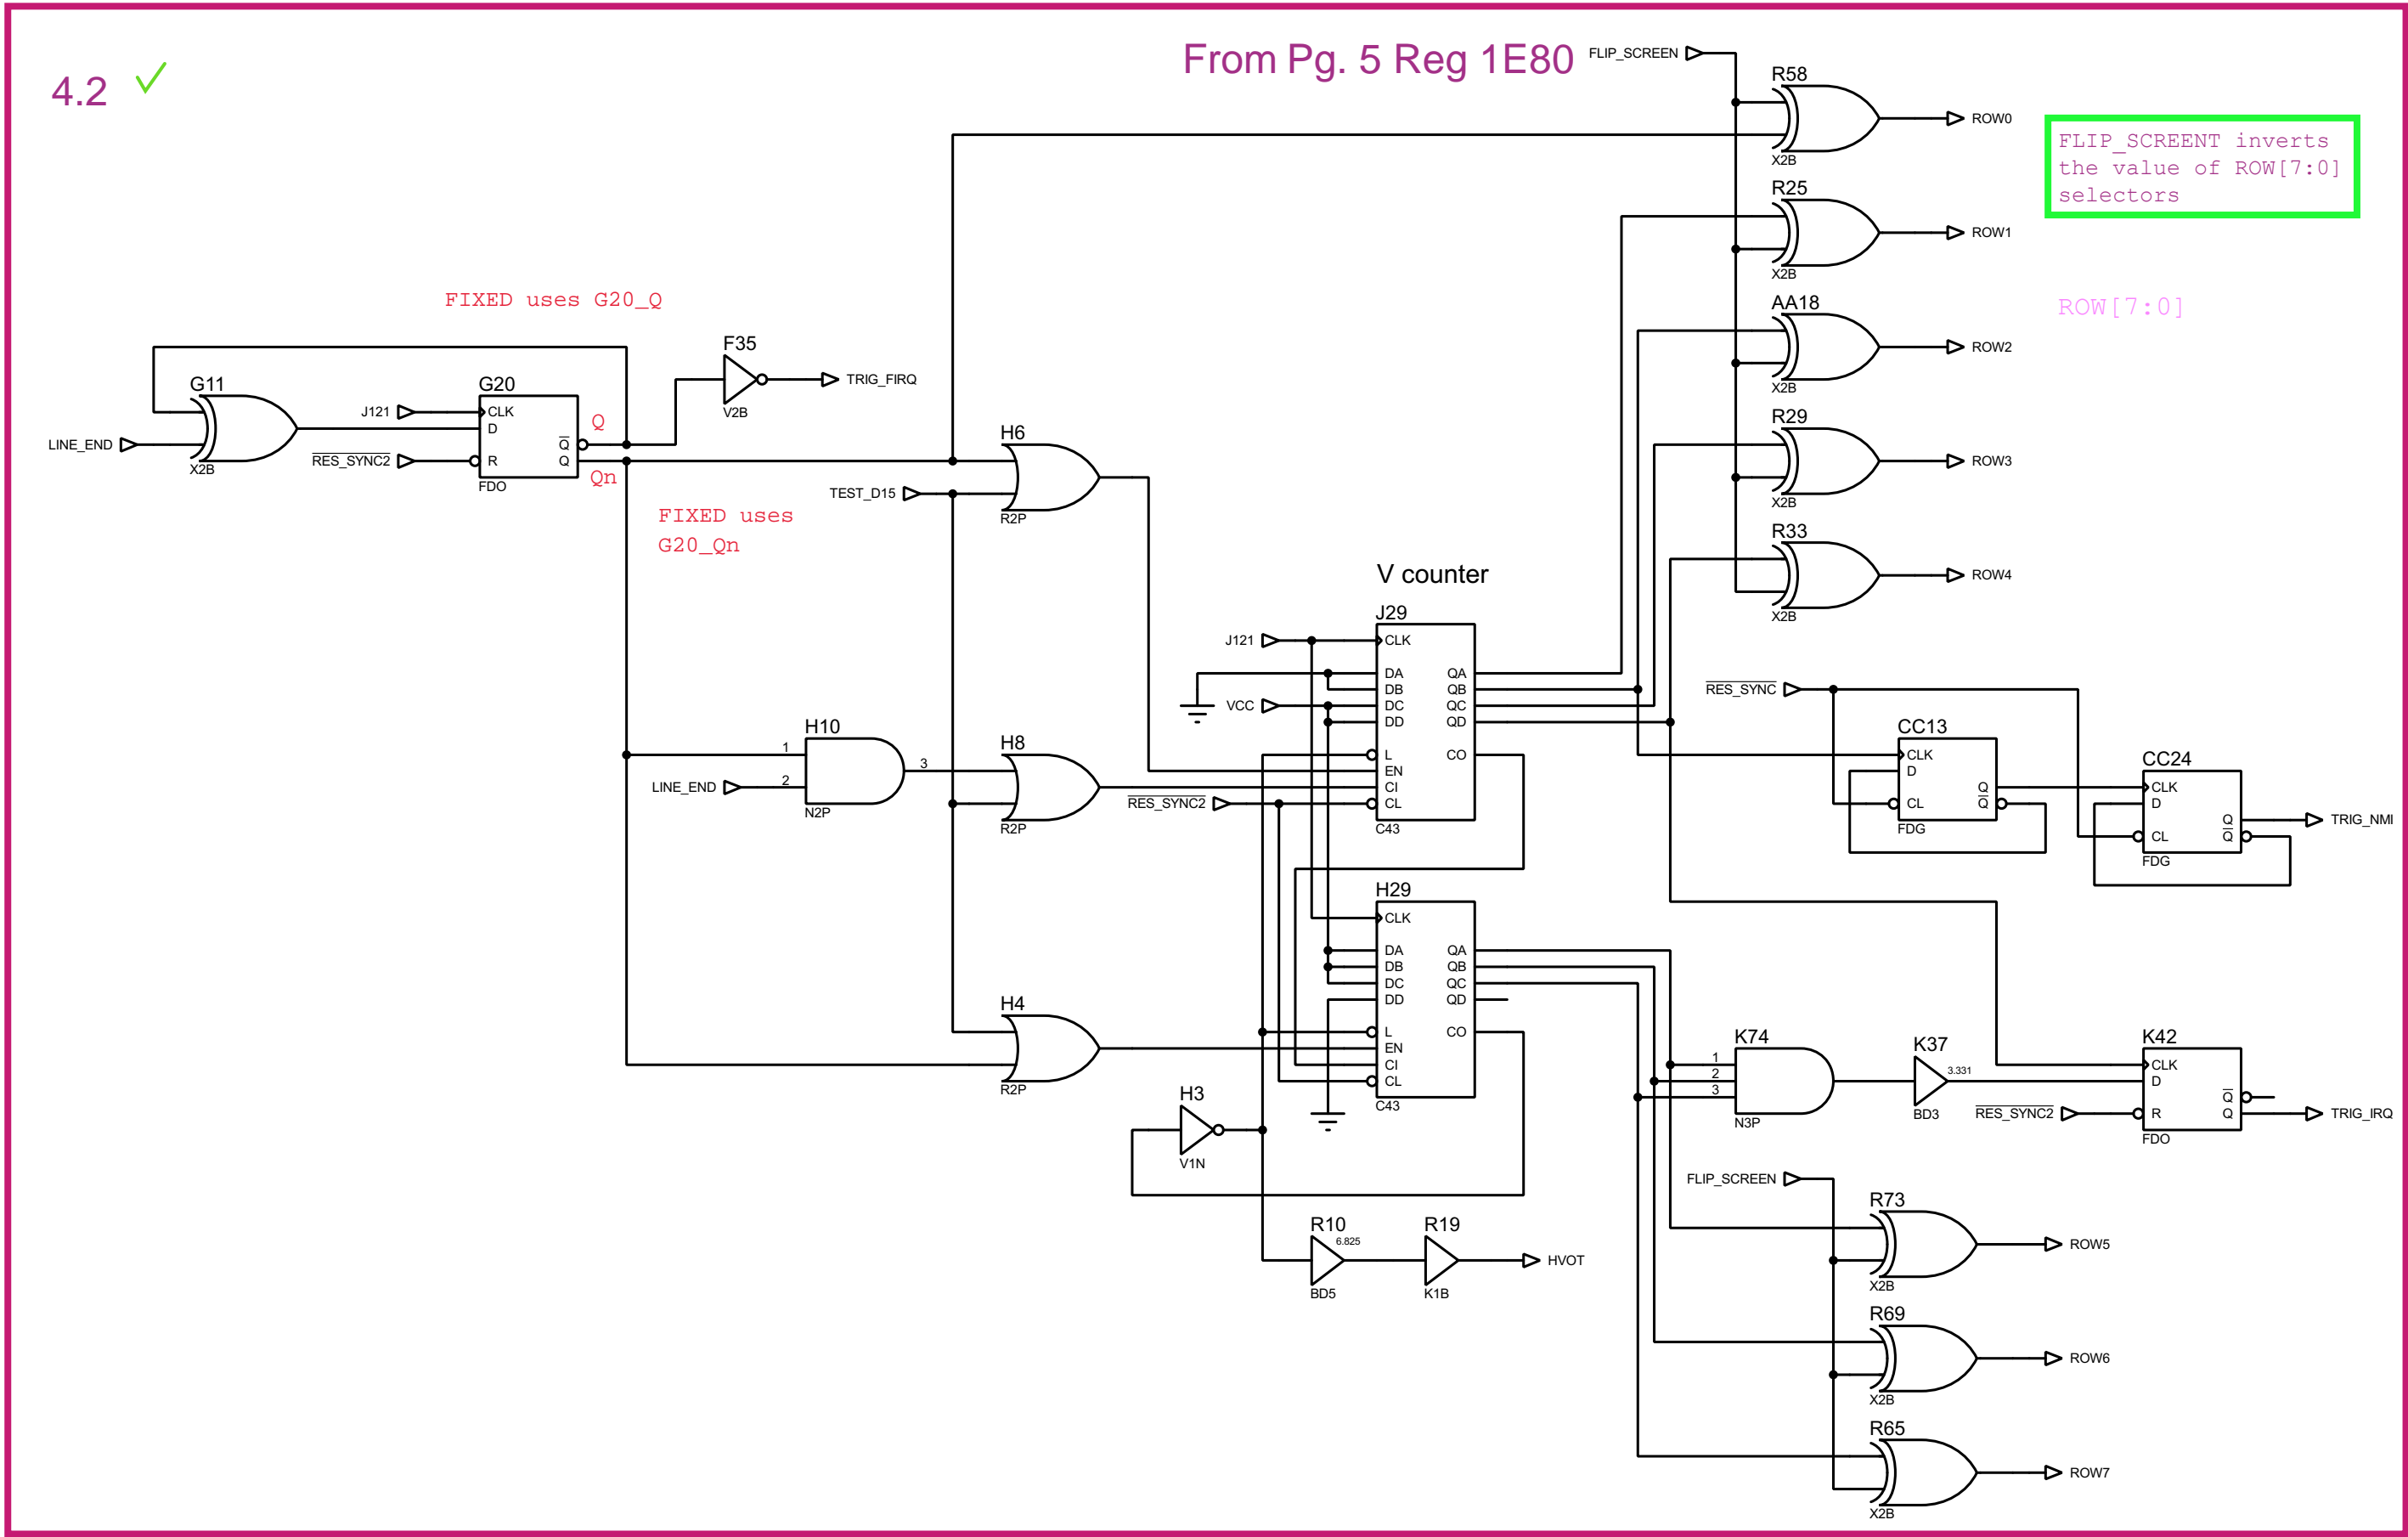 4.2
From Pg. 5 Reg 1E80
FLIP_SCREEN
R58
X2B
ROW0
FLIP_SCREENT inverts
the value of ROW[7:0]
selectors
R25
X2B
ROW1
ROW[7:0]
AA18
X2B
ROW2
R29
X2B
ROW3
R33
X2B
ROW4
FIXED uses G20_Q
G11
X2B
LINE_END
J121
RES_SYNC2
G20
CLK
D
Q
R Q
FDO
Q
Qn
F35
V2B
TRIG_FIRQ
FIXED uses
G20_Qn
TEST_D15
H6
R2P
H10
1
2
3
N2P
LINE_END
H8
R2P
H4
R2P
V counter
J29
J121
CLK
DA QA
DB QB
VCC
DC QC
DD QD
L CO
EN
CI
RES_SYNC2
CL
C43
H29
CLK
DA QA
DB QB
DC QC
DD QD
L CO
EN
CI
CL
C43
H3
V1N
R10
6.825
BD5
R19
K1B
HVOT
RES_SYNC
CC13
CLK
D
Q
CL Q
FDG
CC24
CLK
D
Q
CL Q
FDG
TRIG_NMI
K74
1
2
3
N3P
K37
3.331
BD3
K42
CLK
D
Q
RES_SYNC2
R Q
FDO
TRIG_IRQ
FLIP_SCREEN
R73
X2B
ROW5
R69
X2B
ROW6
R65
X2B
ROW7